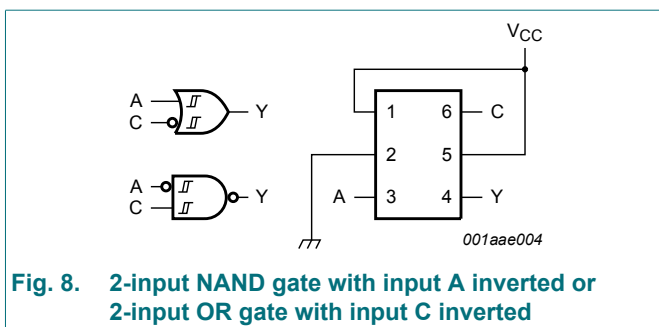 VCC
A
C
Y
1 6 C
2 5
A 3 4 Y
A
C
Y
001aae004
Fig. 8. 2-input NAND gate with input A inverted or
2-input OR gate with input C inverted